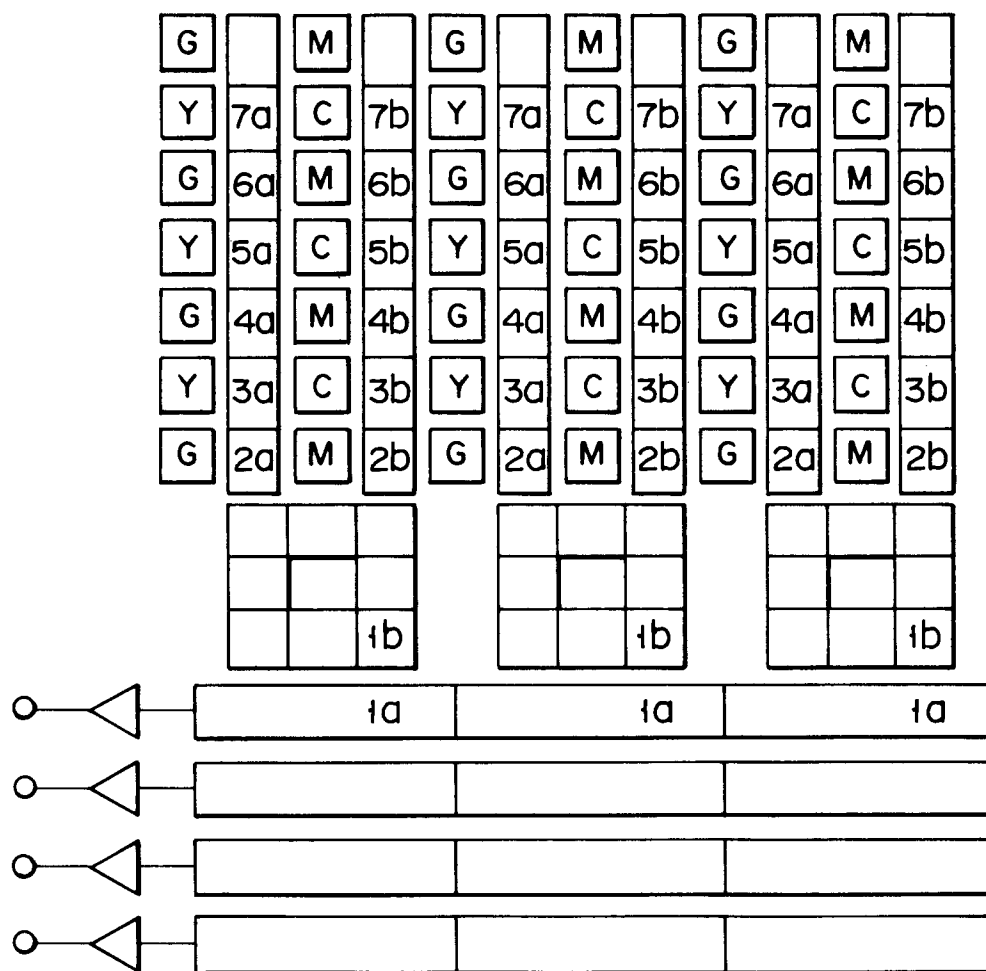 G M G M G M
Y 7a C 7b Y 7a C 7b Y 7a C 7b
G 6a M 6b G 6a M 6b G 6a M 6b
Y 5a C 5b Y 5a C 5b Y 5a C 5b
G 4a M 4b G 4a M 4b G 4a M 4b
Y 3a C 3b Y 3a C 3b Y 3a C 3b
G 2a M 2b G 2a M 2b G 2a M 2b
1b 1b 1b
1a 1a 1a